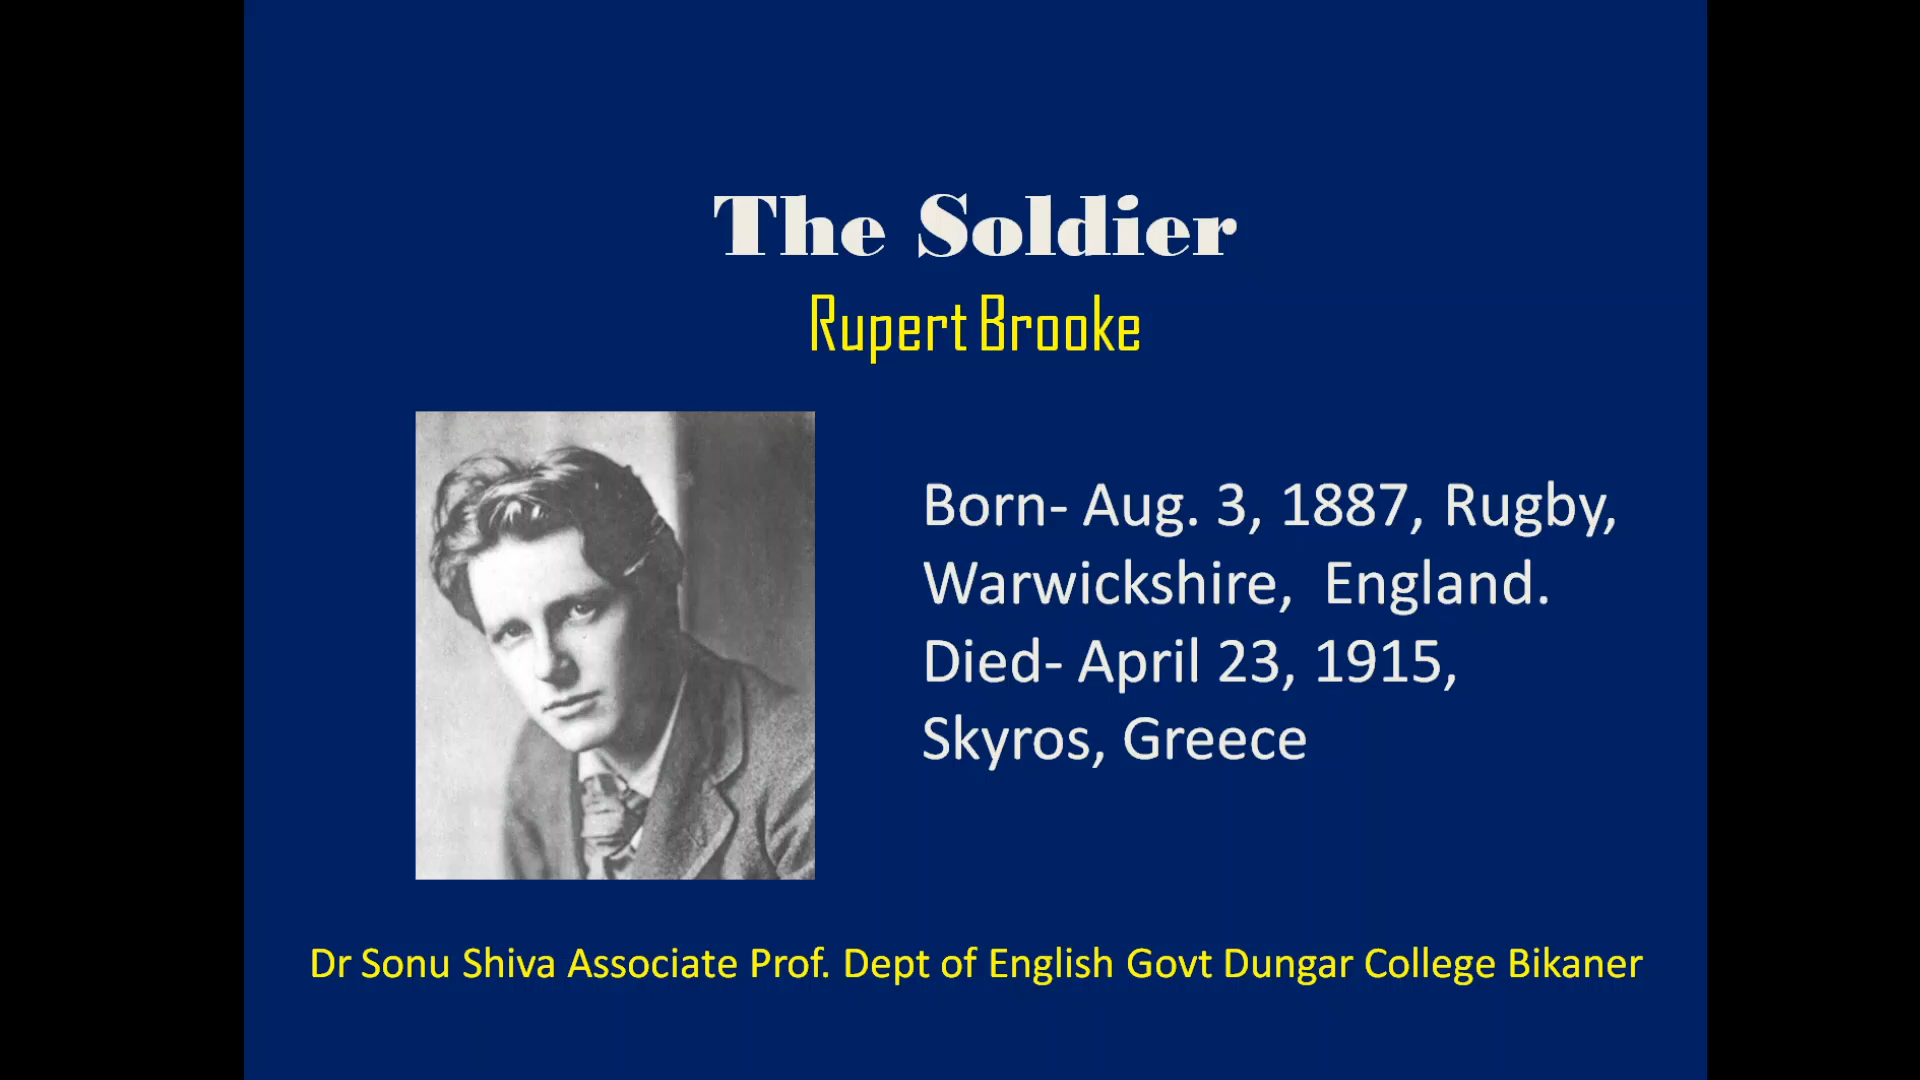 The Soldier
Rupert Brooke
Born- Aug. 3, 1887, Rugby,
Warwickshire,  England.
Died- April 23, 1915,
Skyros, Greece
Dr Sonu Shiva Associate Prof. Dept of English Govt Dungar College Bikaner